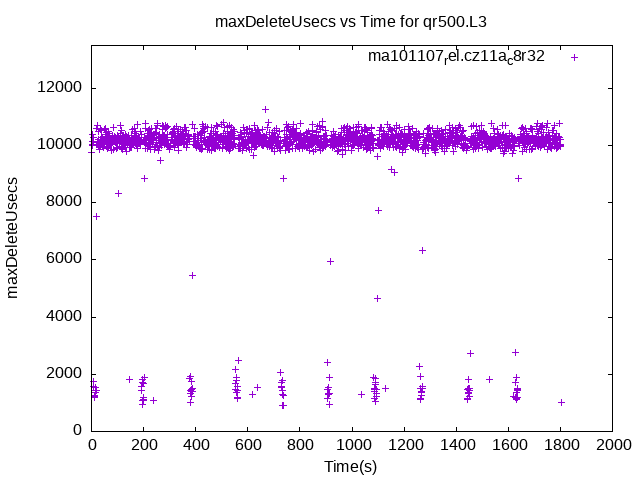 maxDeleteUsecs vs Time for qr500.L3
ma101107rel.cz11ac8r32
12000
10000
8000
6000
4000
2000
0
maxDeleteUsecs
0 200 400 600 800 1000 1200 1400 1600 1800 2000
Time(s)